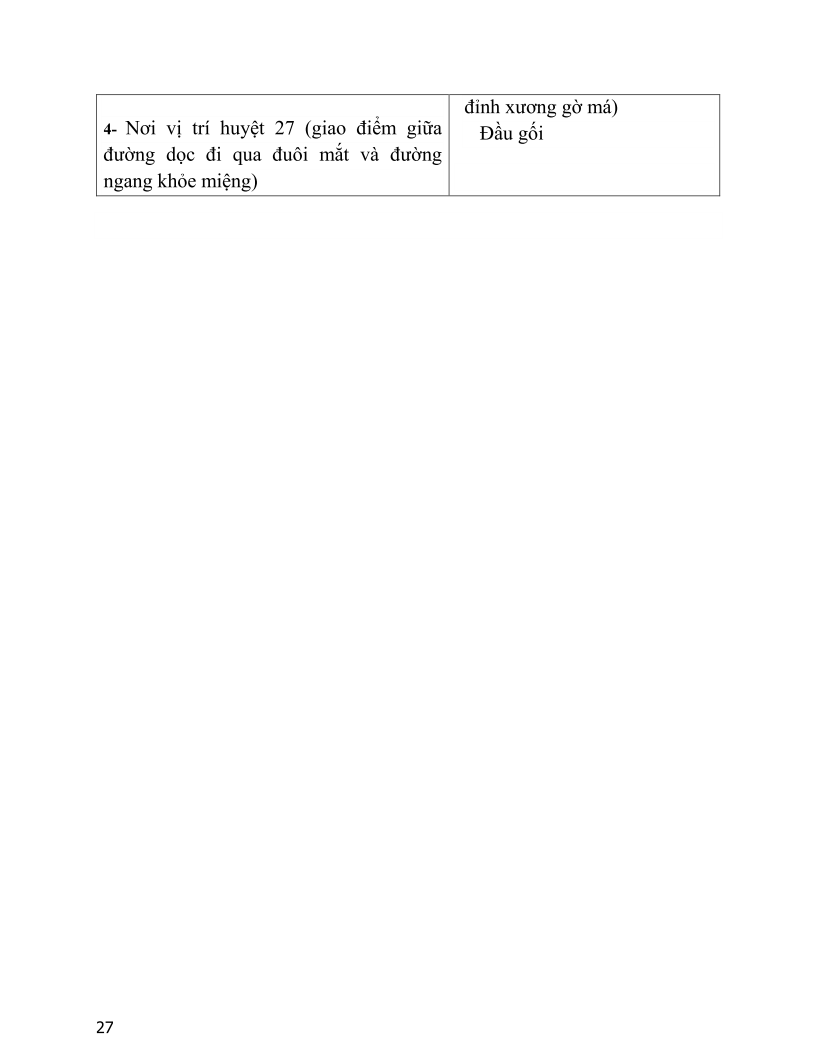 4- Nơi vị trí huyệt 27 (giao điểm giữa
đường dọc đi qua đuôi mắt và đường
ngang khỏe miệng)
đỉnh xương gờ má)
Đầu gối
27